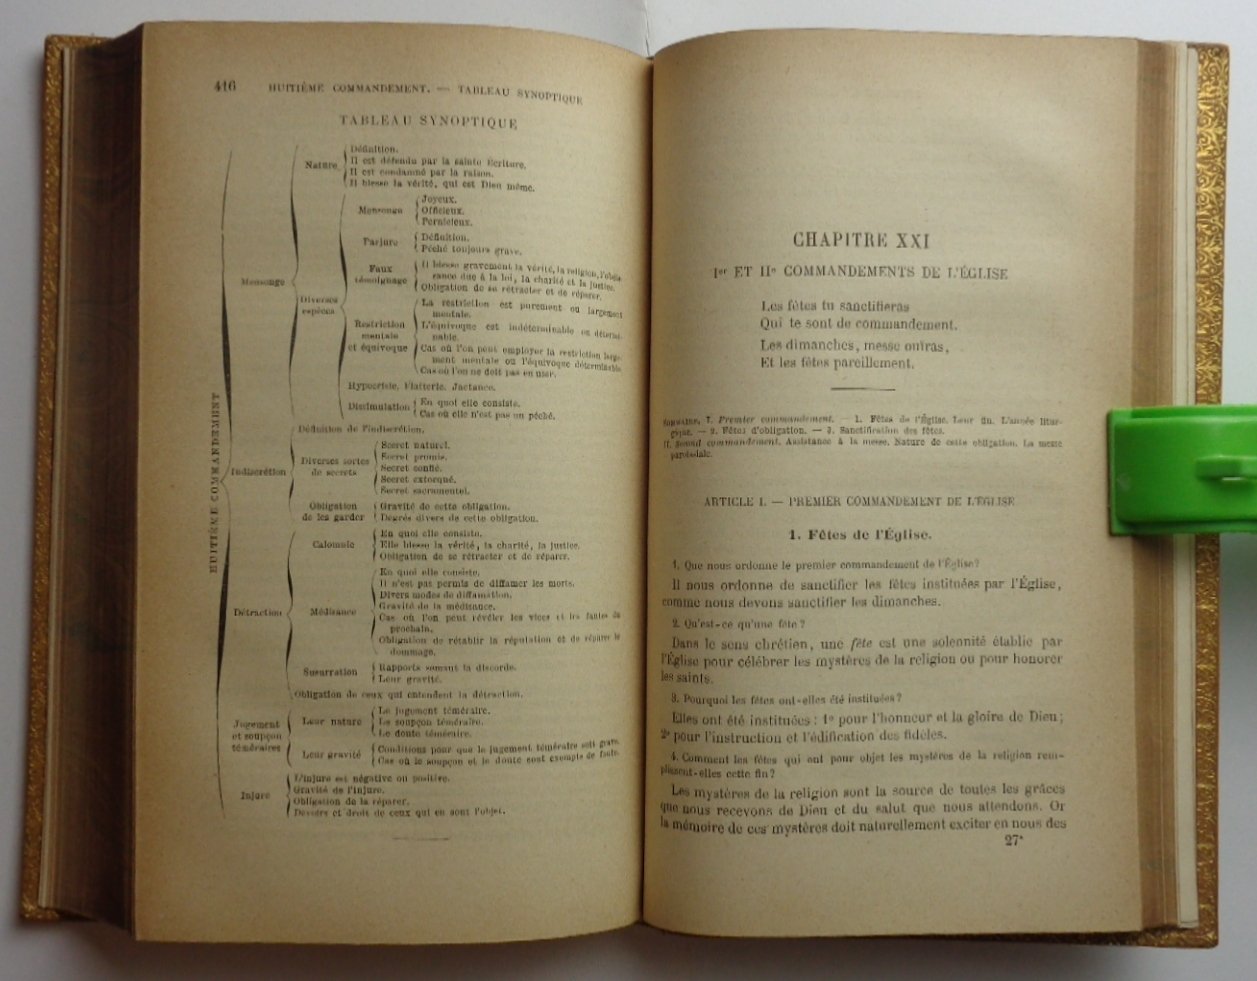 416 HUITIÈME COMMANDEMENT. — TABLEAU SYNOPTIQUE
TABLEAU SYNOPTIQUE
HUITIÈME COMMANDEMENT
Mensonge
Nature
Définition.
Il est défendu par la sainte Écriture.
Il est condamné par la raison.
Il blesse la vérité, qui est Dieu même.
Diverses
espèces
Mensonge
Joyeux.
Officieux.
Pernicieux.
Parjure
Définition.
Péché toujours grave.
Faux
témoignage
Il blesse gravement la vérité, la religion, l'obéis-
sance due à la loi, la charité et la justice.
Obligation de se rétracter et de réparer.
Restriction
mentale
et équivoque
La restriction est purement ou largement
mentale.
L'équivoque est indéterminable ou détermi-
nable.
Cas où l'on peut employer la restriction large-
ment mentale ou l'équivoque déterminable.
Cas où l'on ne doit pas en user.
Hypocrisie. Flatterie. Jactance.
Dissimulation
En quoi elle consiste.
Cas où elle n'est pas un péché.
Indiscrétion
Définition de l'indiscrétion.
Diverses sortes
de secrets
Secret naturel.
Secret promis.
Secret confié.
Secret extorqué.
Secret sacramentel.
Obligation
de les garder
Gravité de cette obligation.
Degrés divers de cette obligation.
Détraction
Calomnie
En quoi elle consiste.
Elle blesse la vérité, la charité, la justice.
Obligation de se rétracter et de réparer.
Médisance
En quoi elle consiste.
Il n'est pas permis de diffamer les morts.
Divers modes de diffamation.
Gravité de la médisance.
Cas où l'on peut révéler les vices et les fautes du
prochain.
Obligation de rétablir la réputation et de réparer le
dommage.
Susurration
Rapports semant la discorde.
Leur gravité.
Obligation de ceux qui entendent la détraction.
Jugement
et soupçon
téméraires
Leur nature
Le jugement téméraire.
Le soupçon téméraire.
Le doute téméraire.
Leur gravité
Conditions pour que le jugement téméraire soit grave.
Cas où le soupçon et le doute sont exempts de faute.
Injure
L'injure est négative ou positive.
Gravité de l'injure.
Obligation de la réparer.
Devoirs et droit de ceux qui en sont l'objet.
CHAPITRE XXI
Ier ET IIe COMMANDEMENTS DE L'ÉGLISE
Les fêtes tu sanctifieras
Qui te sont de commandement.
Les dimanches, messe ouïras,
Et les fêtes pareillement.
SOMMAIRE. I. Premier commandement. — 1. Fêtes de l'Église. Leur fin. L'année litur-
gique. — 2. Fêtes d'obligation. — 3. Sanctification des fêtes.
II. Second commandement. Assistance à la messe. Nature de cette obligation. La messe
paroissiale.
ARTICLE I. — PREMIER COMMANDEMENT DE L'ÉGLISE
1. Fêtes de l'Église.
1. Que nous ordonne le premier commandement de l'Église?
Il nous ordonne de sanctifier les fêtes instituées par l'Église,
comme nous devons sanctifier les dimanches.
2. Qu'est-ce qu'une fête?
Dans le sens chrétien, une fête est une solennité établie par
l'Église pour célébrer les mystères de la religion ou pour honorer
les saints.
3. Pourquoi les fêtes ont-elles été instituées?
Elles ont été instituées : 1o pour l'honneur et la gloire de Dieu;
2o pour l'instruction et l'édification des fidèles.
4. Comment les fêtes qui ont pour objet les mystères de la religion rem-
plissent-elles cette fin?
Les mystères de la religion sont la source de toutes les grâces
que nous recevons de Dieu et du salut que nous attendons. Or
la mémoire de ces mystères doit naturellement exciter en nous des
27*